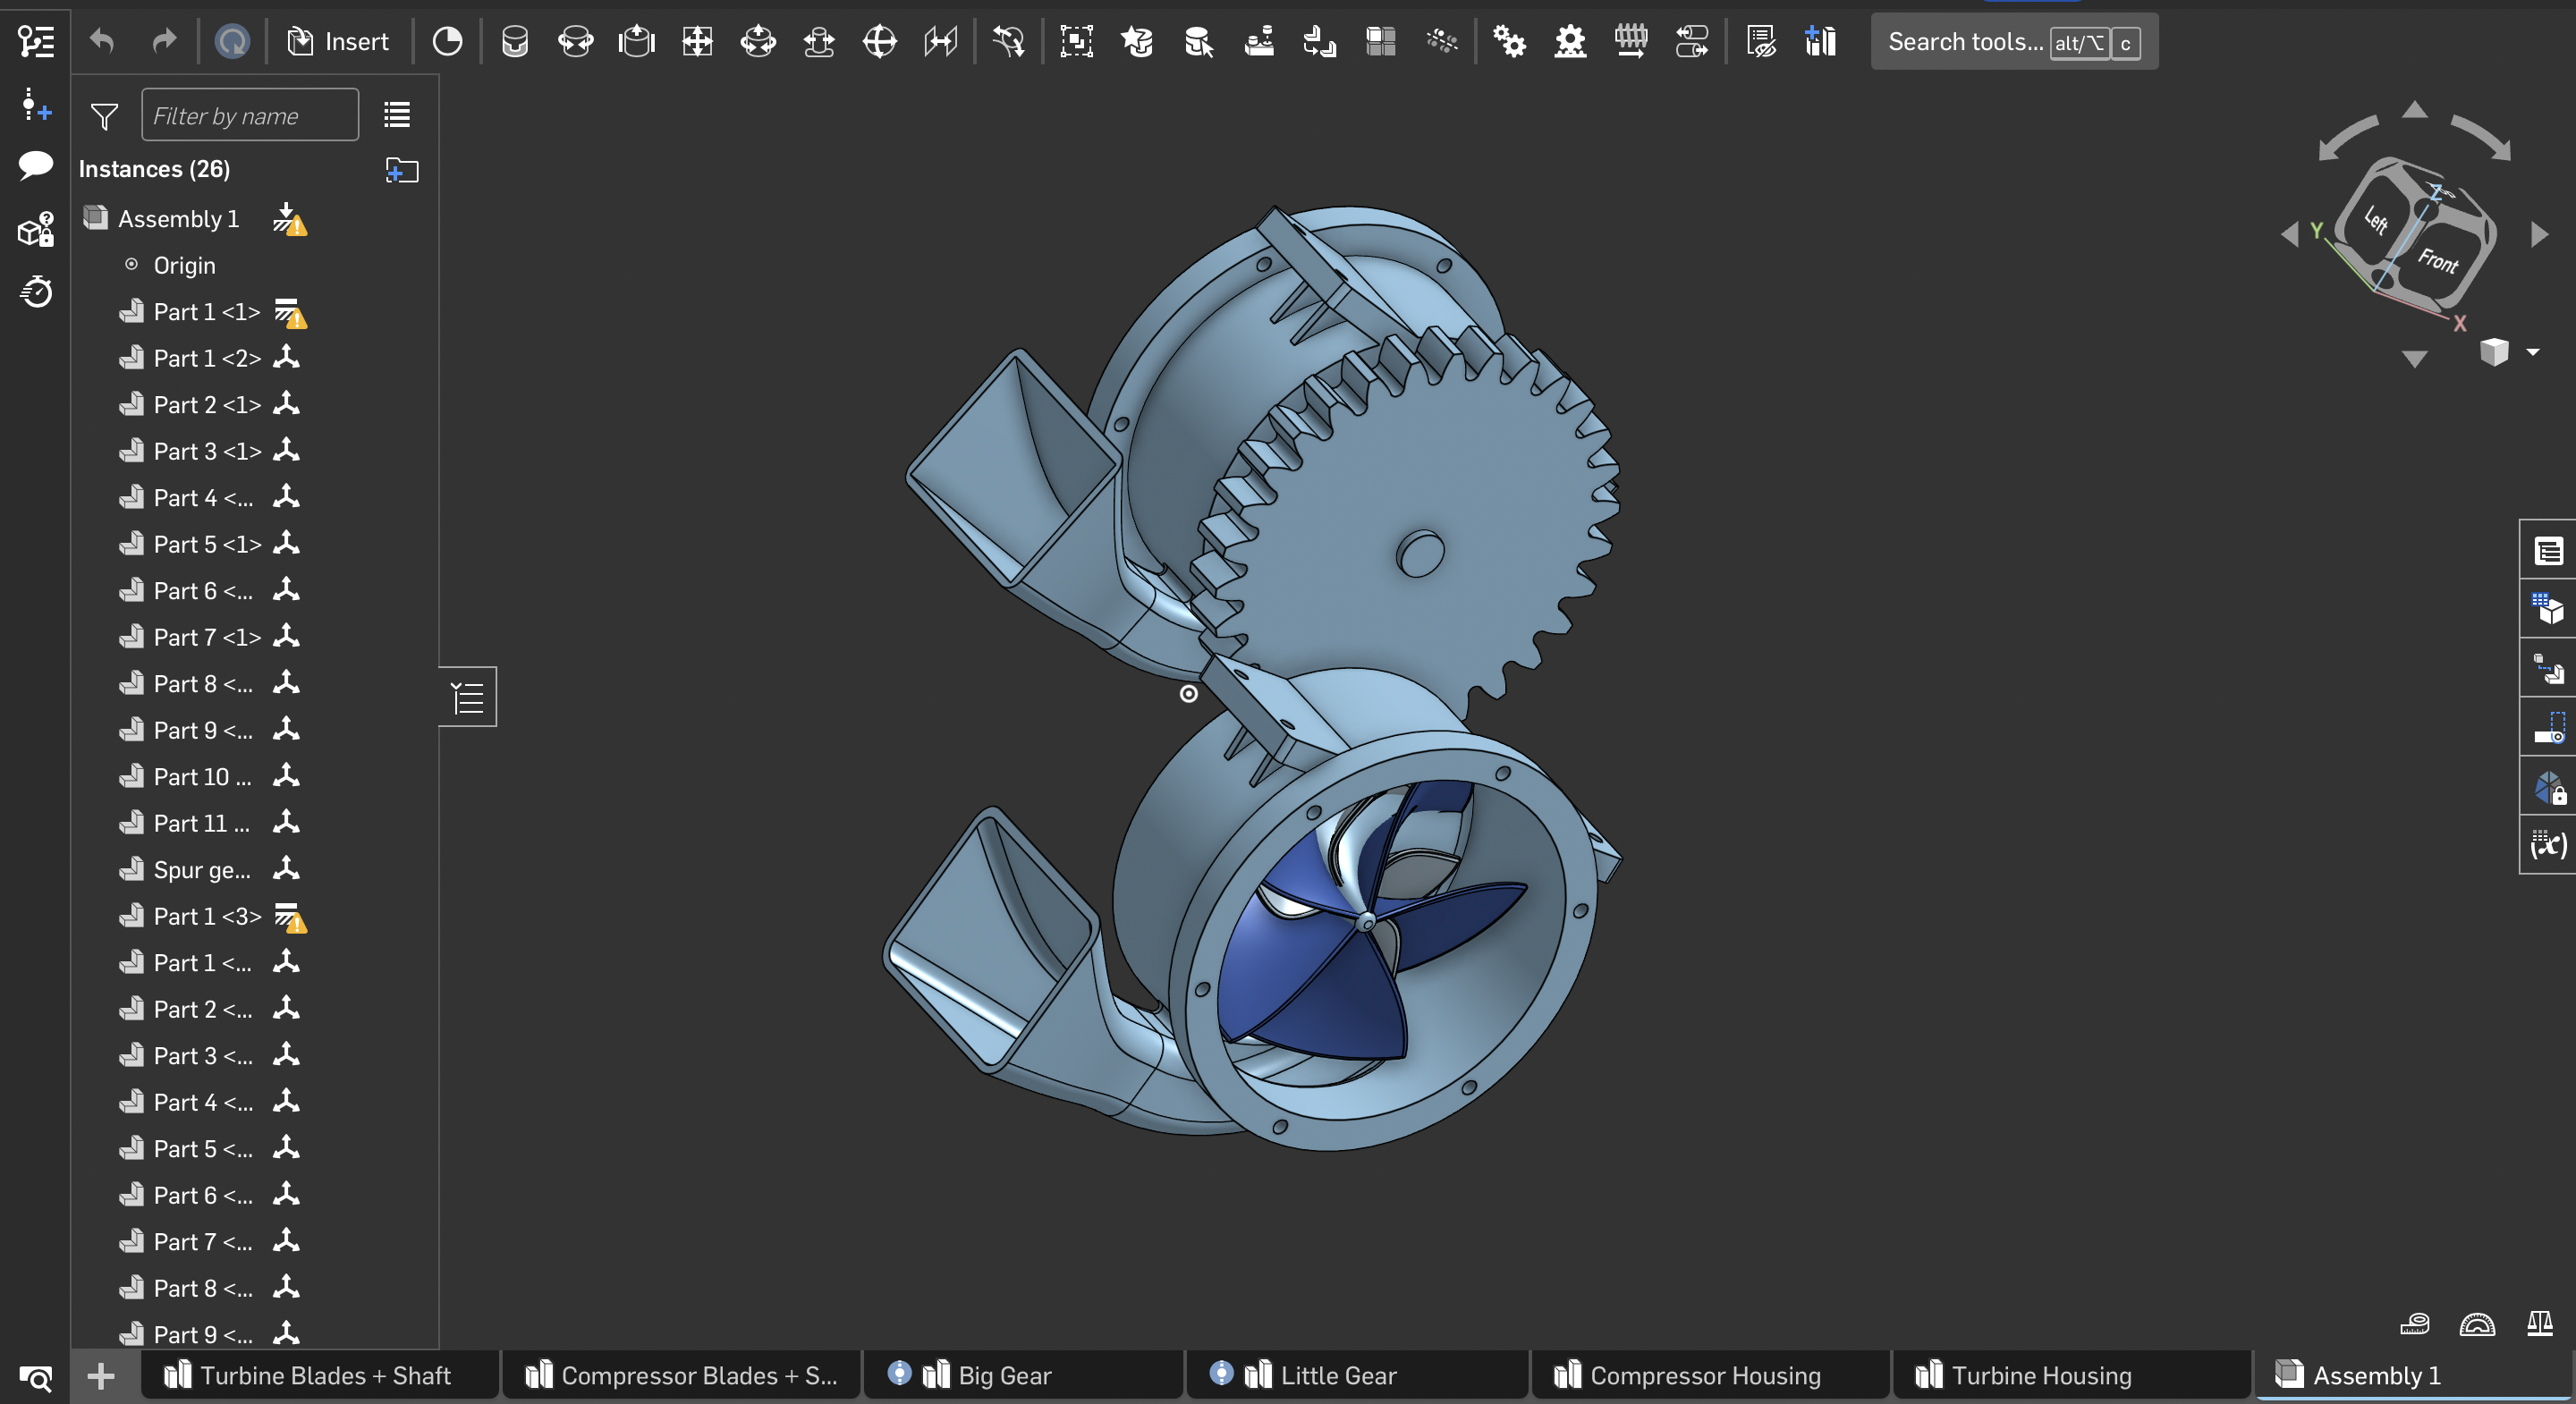 Insert
Search tools... alt/⌥ c
Filter by name
Instances (26)
Assembly 1
Origin
Part 1 <1>
Part 1 <2>
Part 2 <1>
Part 3 <1>
Part 4 <...
Part 5 <1>
Part 6 <...
Part 7 <1>
Part 8 <...
Part 9 <...
Part 10 ...
Part 11 ...
Spur ge...
Part 1 <3>
Part 1 <...
Part 2 <...
Part 3 <...
Part 4 <...
Part 5 <...
Part 6 <...
Part 7 <...
Part 8 <...
Part 9 <...
Z
Y
Left
Front
X
(x)
Turbine Blades + Shaft
Compressor Blades + S...
Big Gear
Little Gear
Compressor Housing
Turbine Housing
Assembly 1